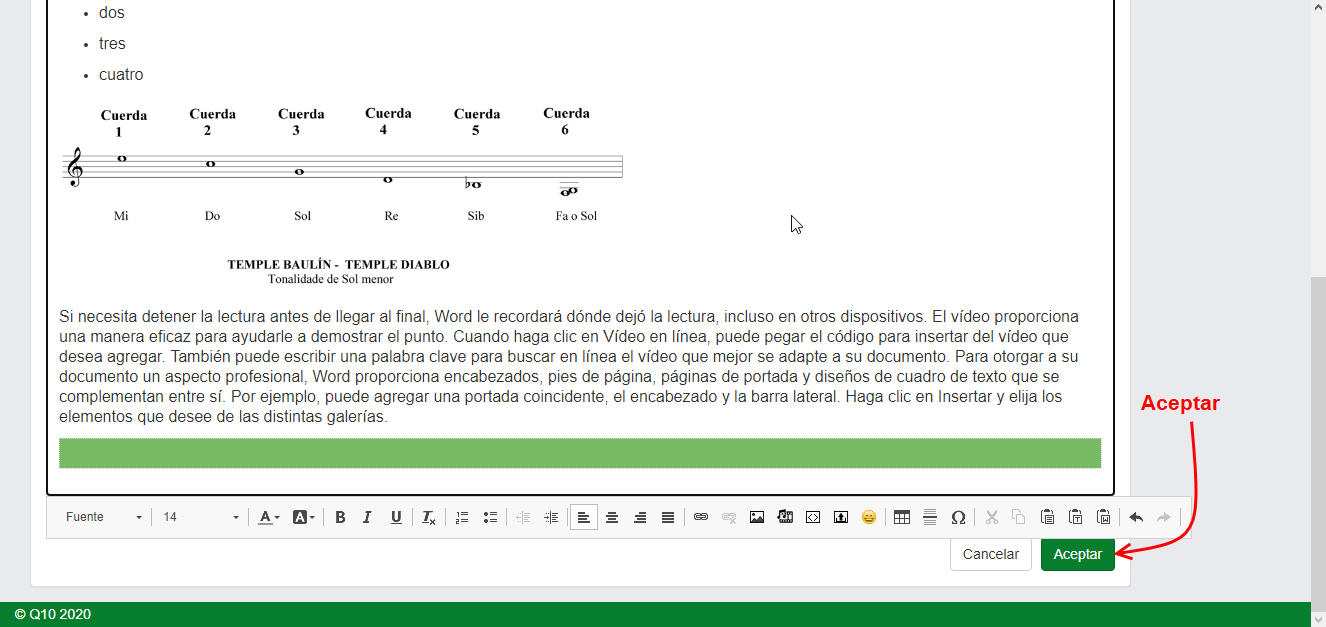 dos
tres
cuatro
Cuerda Cuerda Cuerda Cuerda Cuerda Cuerda
1 2 3 4 5 6
Mi Do Sol Re Sib Fa o Sol
TEMPLE BAULÍN - TEMPLE DIABLO
Tonalidade de Sol menor
Si necesita detener la lectura antes de llegar al final, Word le recordará dónde dejó la lectura, incluso en otros dispositivos. El vídeo proporciona
una manera eficaz para ayudarle a demostrar el punto. Cuando haga clic en Vídeo en línea, puede pegar el código para insertar del vídeo que
desea agregar. También puede escribir una palabra clave para buscar en línea el vídeo que mejor se adapte a su documento. Para otorgar a su
documento un aspecto profesional, Word proporciona encabezados, pies de página, páginas de portada y diseños de cuadro de texto que se
complementan entre sí. Por ejemplo, puede agregar una portada coincidente, el encabezado y la barra lateral. Haga clic en Insertar y elija los
elementos que desee de las distintas galerías.
Aceptar
Fuente 14 A A B I U Tx Ω
Cancelar Aceptar
© Q10 2020